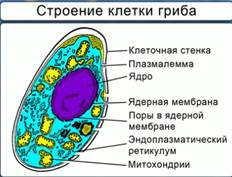 Строение клетки гриба
Клеточная стенка
Плазмалемма
Ядро
Ядерная мембрана
Поры в ядерной
мембране
Эндоплазматический
ретикулум
Митохондрии